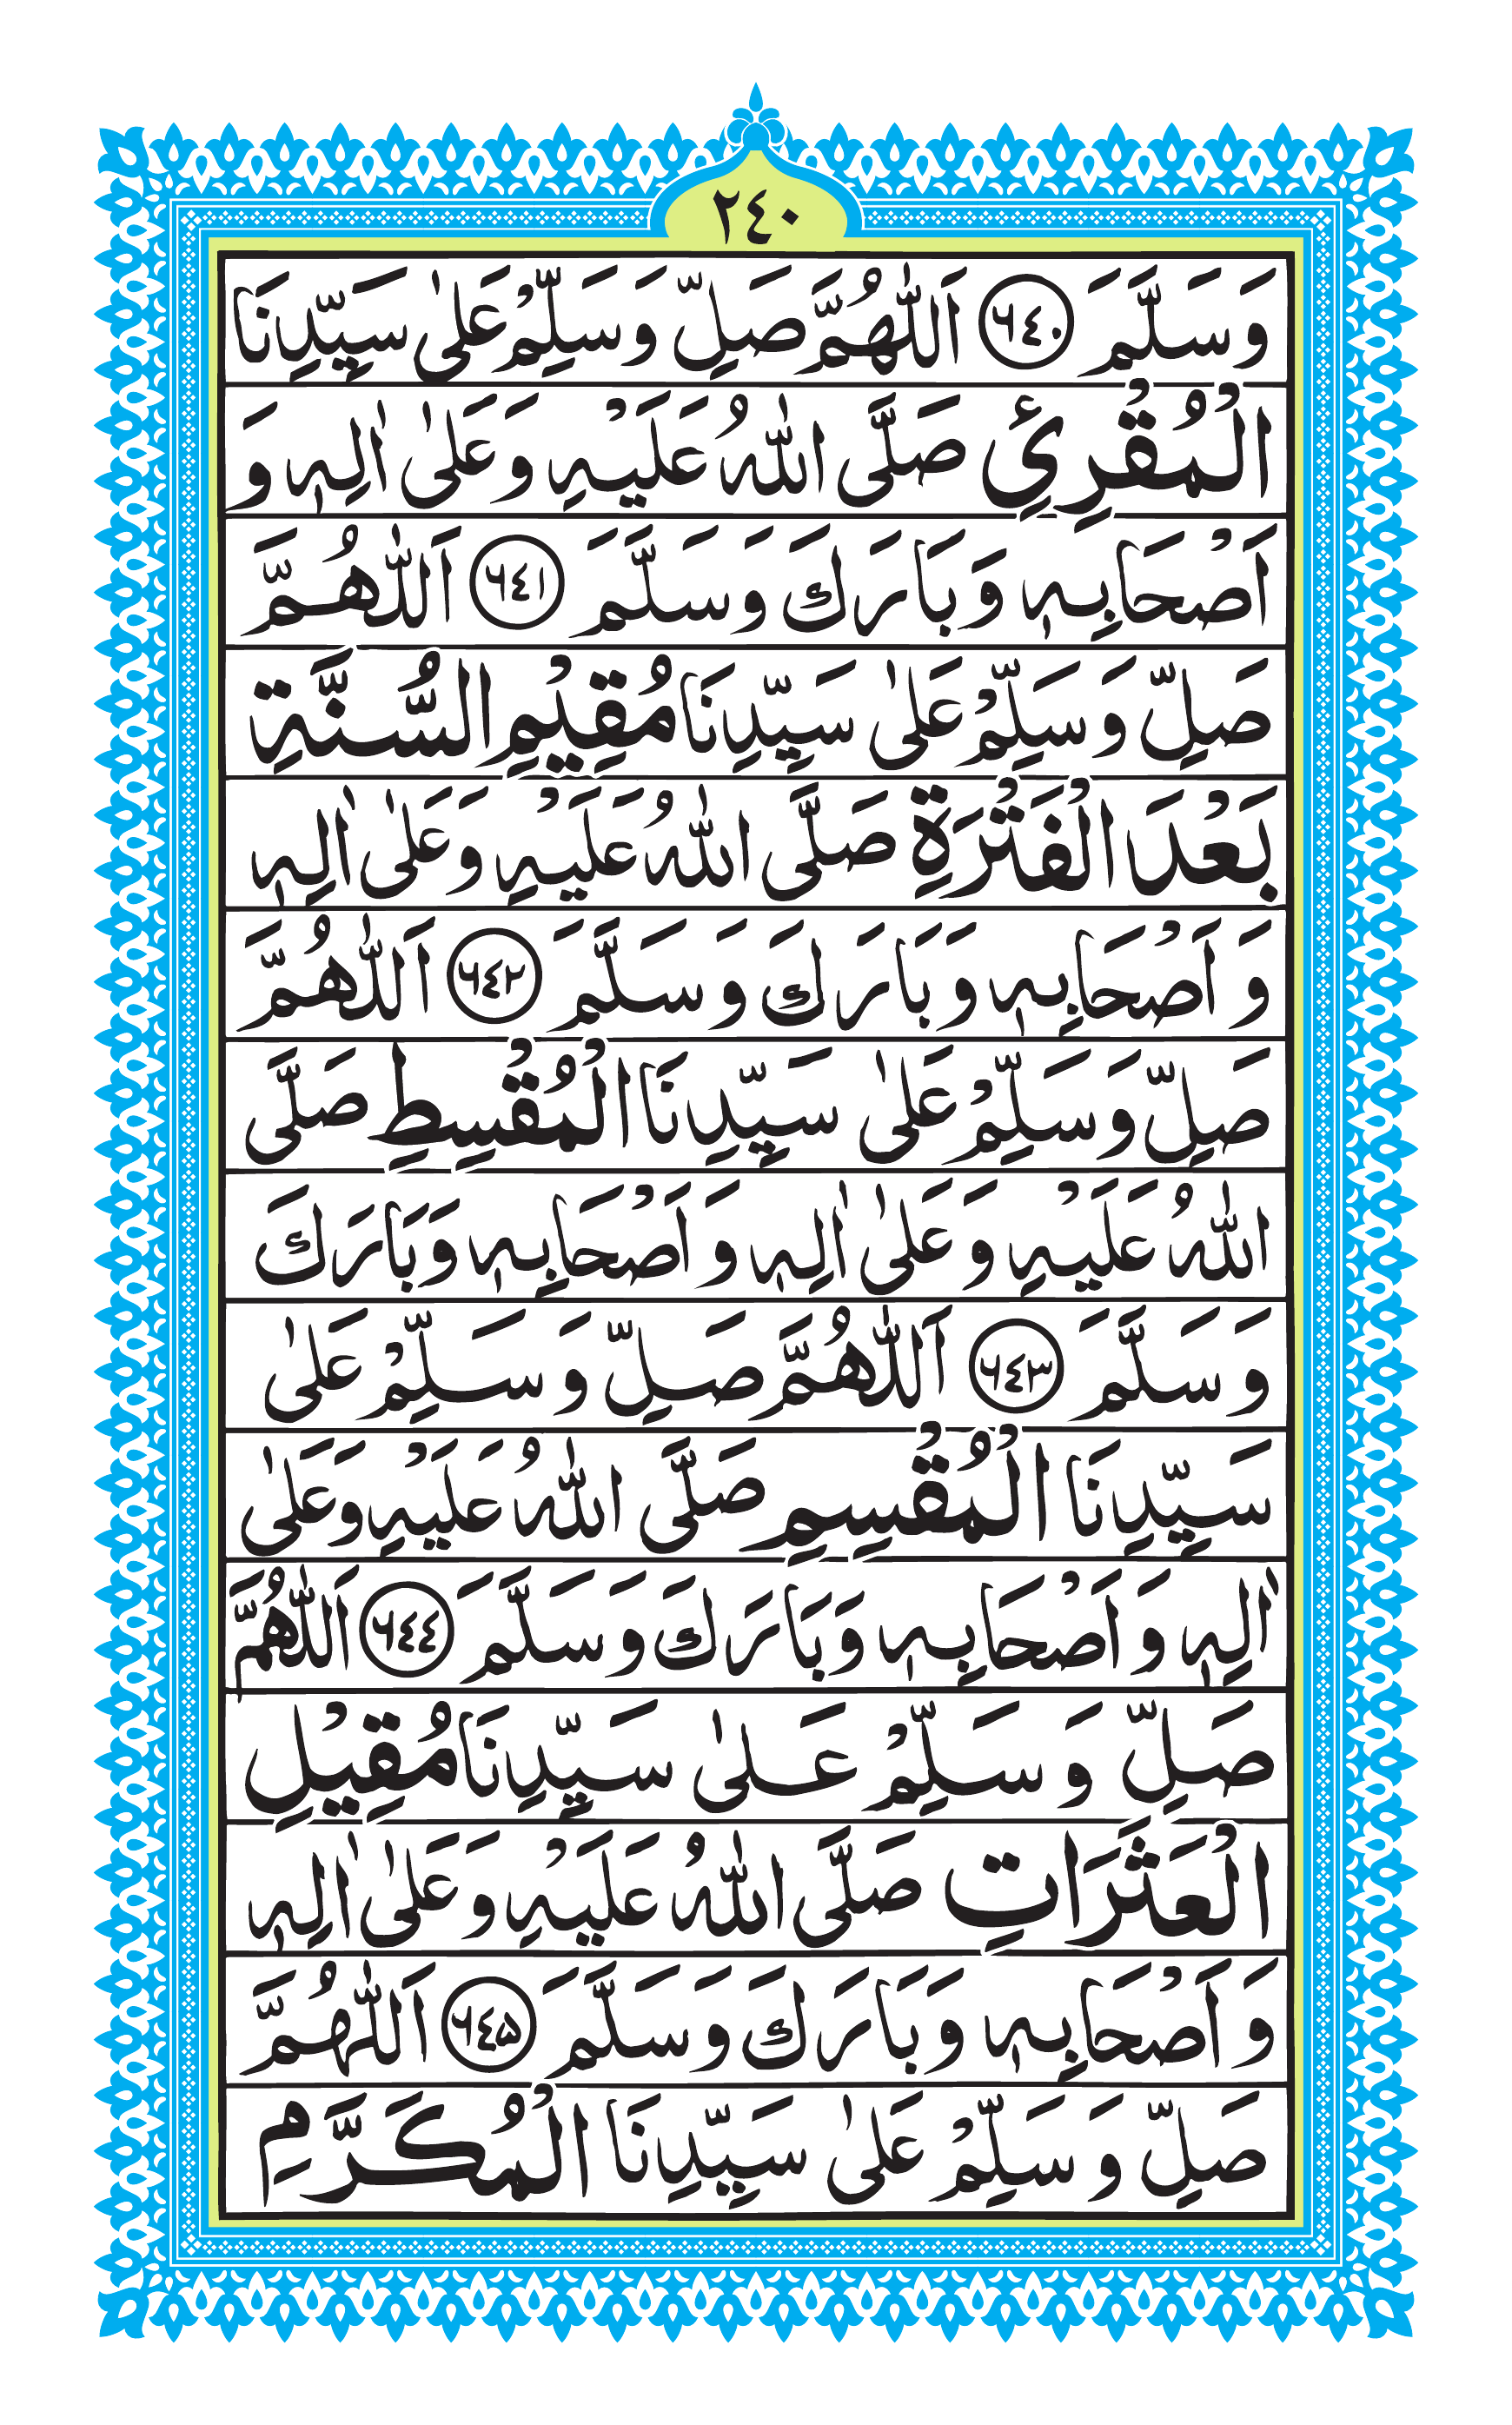 ٢٤٠
وَسَلَّمَ ٦٤٠ اَللّٰهُمَّ صَلِّ وَسَلِّمْ عَلٰی سَیِّدِنَا
الْمُقْرِئِ صَلَّی اللّٰهُ عَلَیْهِ وَعَلٰی اٰلِهٖ وَ
اَصْحَابِهٖ وَبَارَكَ وَسَلَّمَ ٦٤١ اَللّٰهُمَّ
صَلِّ وَسَلِّمْ عَلٰی سَیِّدِنَا مُقِیْمِ السُّنَّةِ
بَعْدَ الْفَتْرَةِ صَلَّی اللّٰهُ عَلَیْهِ وَعَلٰی اٰلِهٖ
وَ اَصْحَابِهٖ وَبَارَكَ وَسَلَّمَ ٦٤٢ اَللّٰهُمَّ
صَلِّ وَسَلِّمْ عَلٰی سَیِّدِنَا الْمُقْسِطِ صَلَّی
اللّٰهُ عَلَیْهِ وَعَلٰی اٰلِهٖ وَ اَصْحَابِهٖ وَبَارَكَ
وَسَلَّمَ ٦٤٣ اَللّٰهُمَّ صَلِّ وَسَلِّمْ عَلٰی
سَیِّدِنَا الْمُقْسِمِ صَلَّی اللّٰهُ عَلَیْهِ وَعَلٰی
اٰلِهٖ وَ اَصْحَابِهٖ وَبَارَكَ وَسَلَّمَ ٦٤٤ اَللّٰهُمَّ
صَلِّ وَسَلِّمْ عَلٰی سَیِّدِنَا مُقِیْلِ
الْعَثَرَاتِ صَلَّی اللّٰهُ عَلَیْهِ وَعَلٰی اٰلِهٖ
وَ اَصْحَابِهٖ وَبَارَكَ وَسَلَّمَ ٦٤۵ اَللّٰهُمَّ
صَلِّ وَسَلِّمْ عَلٰی سَیِّدِنَا الْمُكَرَّمِ